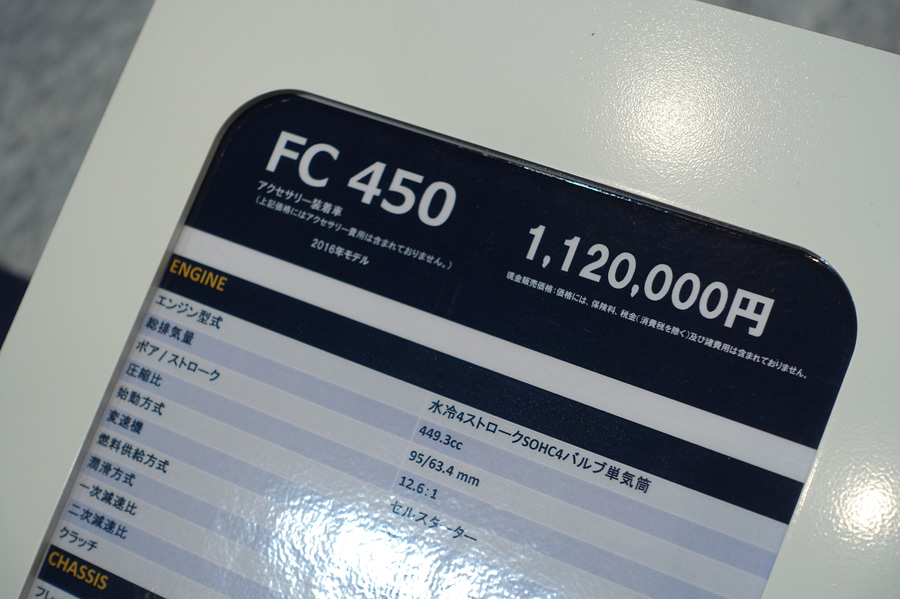 FC 450
アクセサリー装着車
（上記価格にはアクセサリー費用は含まれておりません。）
2016年モデル
1,120,000円
現金販売価格：価格には、保険料、税金（消費税を除く）及び諸費用は含まれておりません。
ENGINE
エンジン型式 水冷4ストロークSOHC4バルブ単気筒
総排気量 449.3cc
ボア / ストローク 95/63.4 mm
圧縮比 12.6：1
始動方式 セルスターター
変速機
燃料供給方式
潤滑方式
一次減速比
二次減速比
クラッチ
CHASSIS